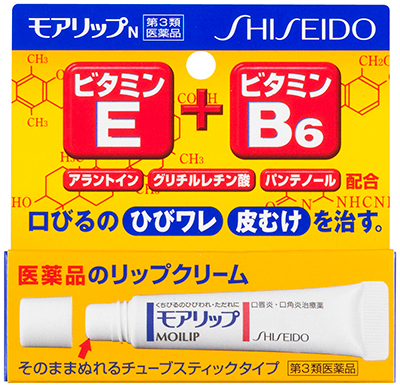 モアリップN 第3類医薬品 SHISEIDO
ビタミンE + ビタミンB6
アラントイン グリチルレチン酸 パンテノール 配合
口びるの ひびワレ 皮むけ を治す。
医薬品のリップクリーム
くちびるのひびわれ・ただれに 口唇炎・口角炎治療薬
モアリップ
MOILIP SHISEIDO
そのままぬれるチューブスティックタイプ 第3類医薬品